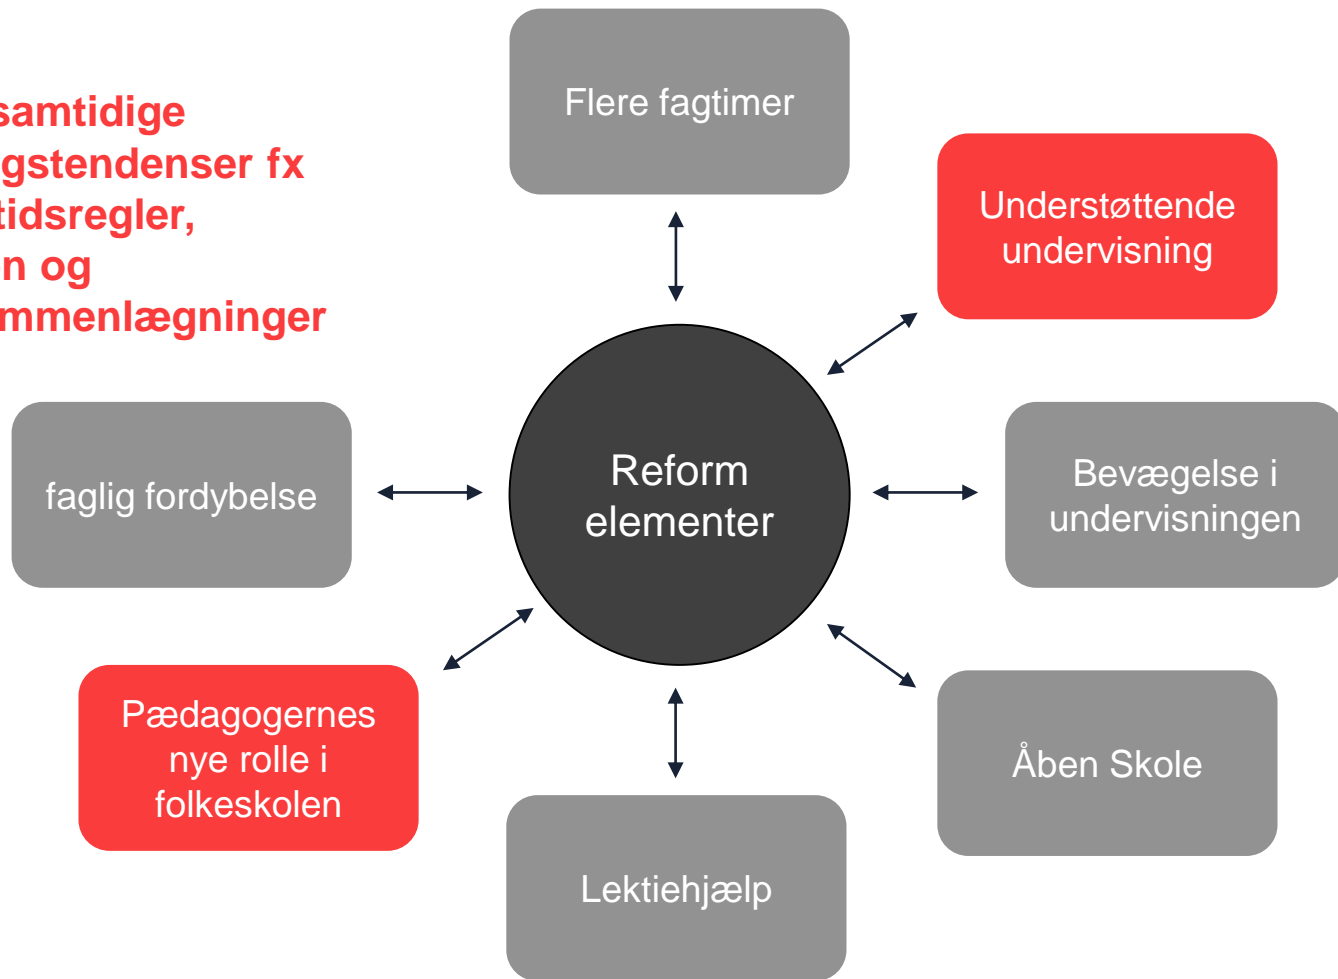 samtidige
gstendenser fx
tidsregler,
n og
mmenlægninger
Flere fagtimer
Understøttende
undervisning
faglig fordybelse
Reform
elementer
Bevægelse i
undervisningen
Pædagogernes
nye rolle i
folkeskolen
Åben Skole
Lektiehjælp